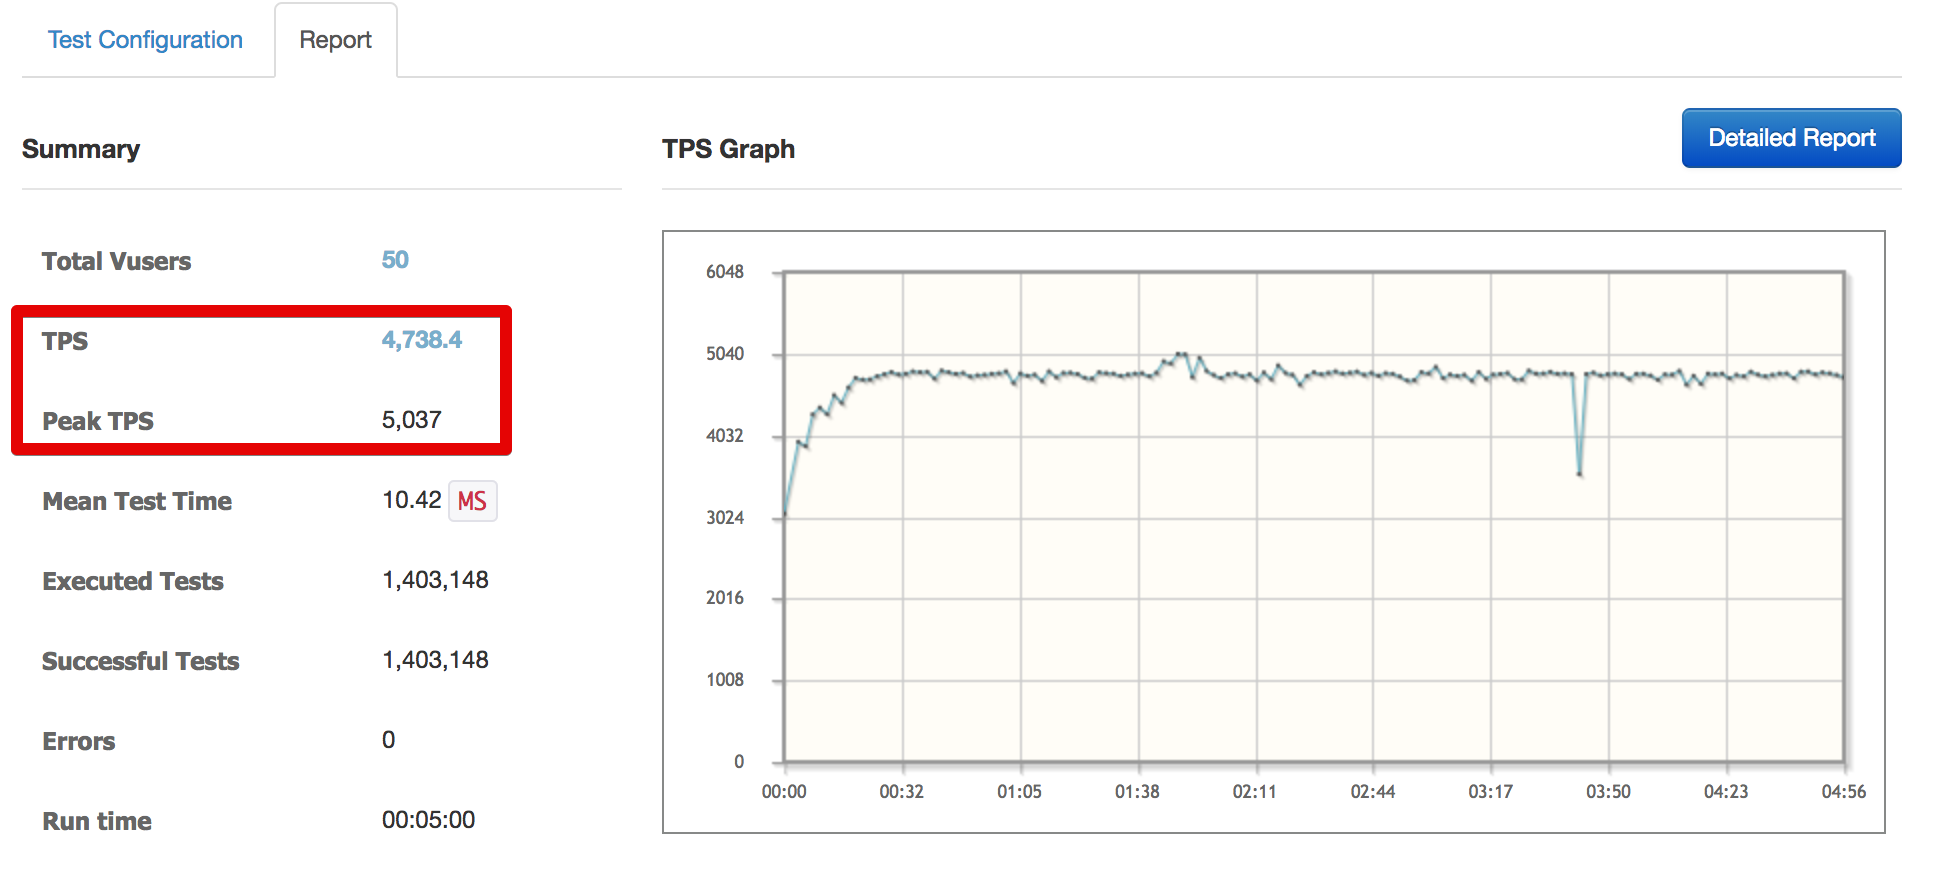 Test Configuration
Report
Summary
Total Vusers 50
TPS 4,738.4
Peak TPS 5,037
Mean Test Time 10.42 MS
Executed Tests 1,403,148
Successful Tests 1,403,148
Errors 0
Run time 00:05:00
TPS Graph
Detailed Report
6048
5040
4032
3024
2016
1008
0
00:00 00:32 01:05 01:38 02:11 02:44 03:17 03:50 04:23 04:56